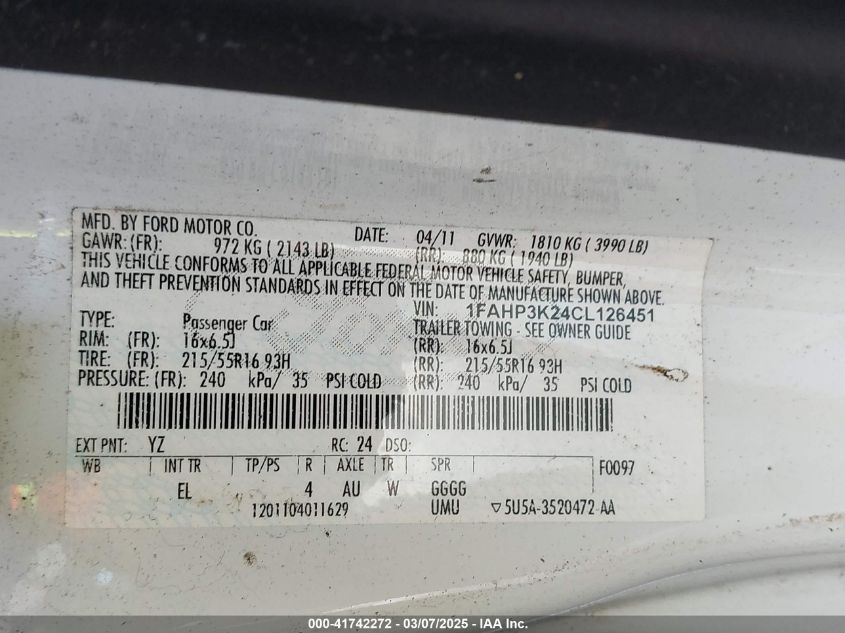 MFD. BY FORD MOTOR CO.
DATE: 04/11 GVWR: 1810 KG ( 3990 LB)
GAWR: (FR): 972 KG ( 2143 LB) (RR): 880 KG ( 1940 LB)
THIS VEHICLE CONFORMS TO ALL APPLICABLE FEDERAL MOTOR VEHICLE SAFETY, BUMPER,
AND THEFT PREVENTION STANDARDS IN EFFECT ON THE DATE OF MANUFACTURE SHOWN ABOVE.
VIN: 1FAHP3K24CL126451
TYPE: Passenger Car TRAILER TOWING - SEE OWNER GUIDE
RIM: (FR): 16x6.5J (RR): 16x6.5J
TIRE: (FR): 215/55R16 93H (RR): 215/55R16 93H
PRESSURE: (FR): 240 kPa/ 35 PSI COLD (RR): 240 kPa/ 35 PSI COLD
EXT PNT: YZ RC: 24 DSO:
WB INT TR TP/PS R AXLE TR SPR F0097
EL 4 AU W GGGG
1201104011629 UMU ▽5U5A-3520472-AA
000-41742272 - 03/07/2025 - IAA Inc.